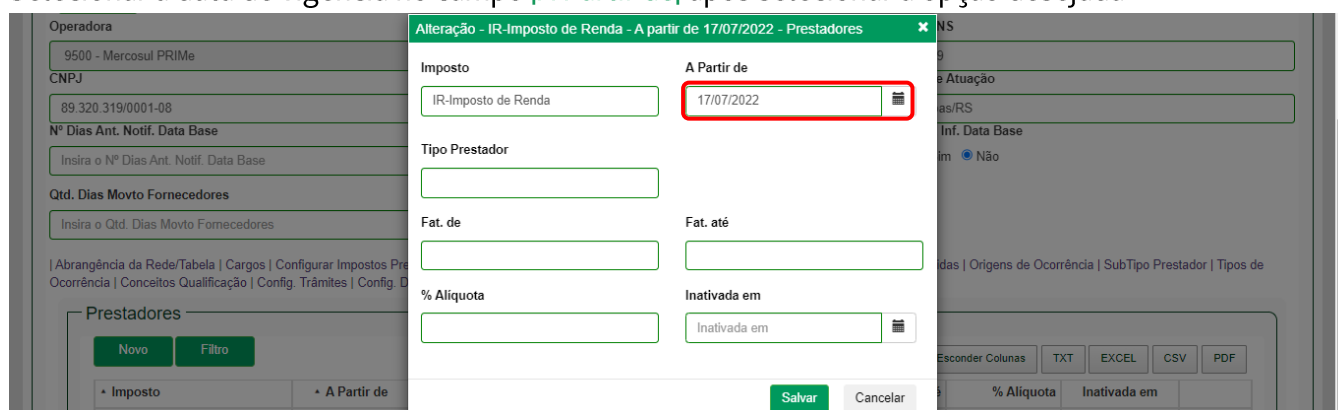 Alteração - IR-Imposto de Renda - A partir de 17/07/2022 - Prestadores ×
Imposto
A Partir de
IR-Imposto de Renda
17/07/2022
Tipo Prestador
Fat. de
Fat. até
% Alíquota
Inativada em
Inativada em
Salvar Cancelar
Operadora
9500 - Mercosul PRIMe
CNPJ
89.320.319/0001-08
Nº Dias Ant. Notif. Data Base
Insira o Nº Dias Ant. Notif. Data Base
Qtd. Dias Movto Fornecedores
Insira o Qtd. Dias Movto Fornecedores
NS
9
e Atuação
as/RS
Inf. Data Base
im Não
| Abrangência da Rede/Tabela | Cargos | Configurar Impostos Pre
idas | Origens de Ocorrência | SubTipo Prestador | Tipos de
Ocorrência | Conceitos Qualificação | Config. Trâmites | Config. D
Prestadores
Novo Filtro
Esconder Colunas TXT EXCEL CSV PDF
Imposto A Partir de
% Alíquota Inativada em